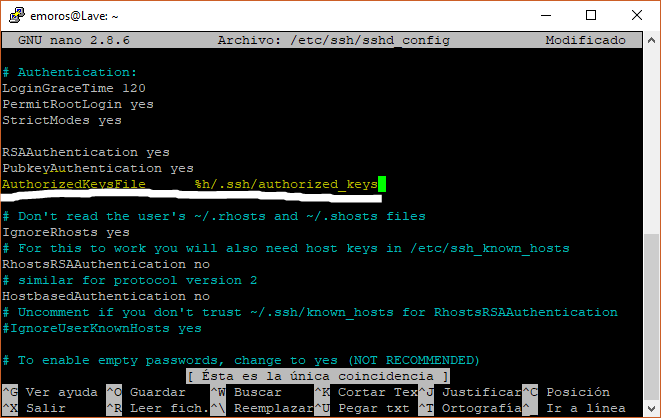 emoros@Lave: ~
GNU nano 2.8.6 Archivo: /etc/ssh/sshd_config Modificado
# Authentication:
LoginGraceTime 120
PermitRootLogin yes
StrictModes yes
RSAAuthentication yes
PubkeyAuthentication yes
AuthorizedKeysFile %h/.ssh/authorized_keys
# Don't read the user's ~/.rhosts and ~/.shosts files
IgnoreRhosts yes
# For this to work you will also need host keys in /etc/ssh_known_hosts
RhostsRSAAuthentication no
# similar for protocol version 2
HostbasedAuthentication no
# Uncomment if you don't trust ~/.ssh/known_hosts for RhostsRSAAuthentication
#IgnoreUserKnownHosts yes
# To enable empty passwords, change to yes (NOT RECOMMENDED)
[ Ésta es la única coincidencia ]
^G Ver ayuda ^O Guardar ^W Buscar ^K Cortar Tex^J Justificar^C Posición
^X Salir ^R Leer fich.^\ Reemplazar^U Pegar txt ^T Ortografía^_ Ir a línea